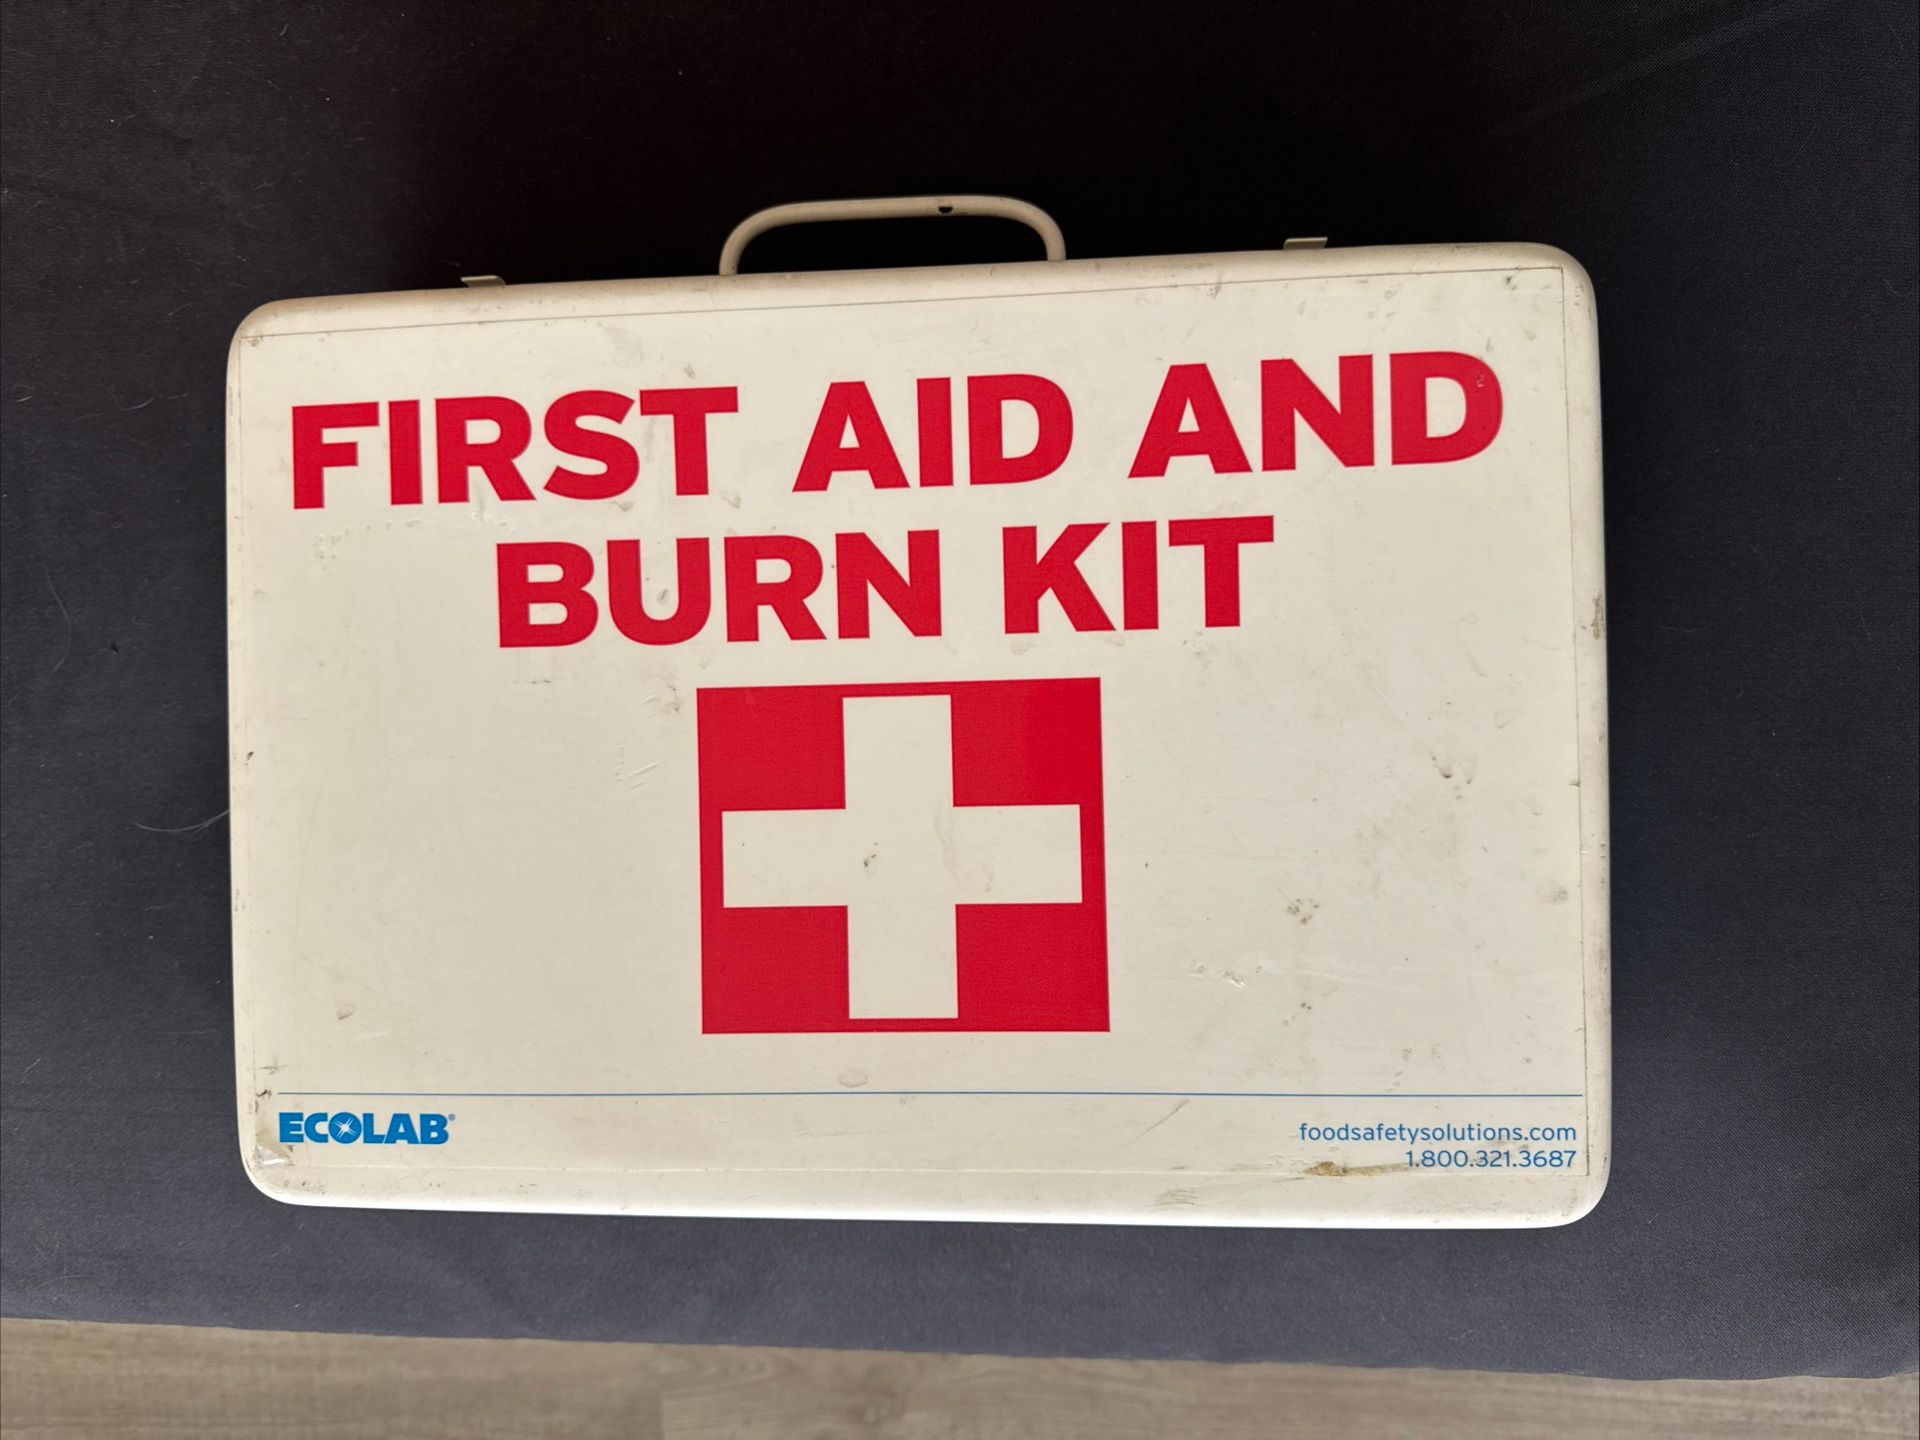 FIRST AID AND
BURN KIT
ECOLAB®
foodsafetysolutions.com
1.800.321.3687